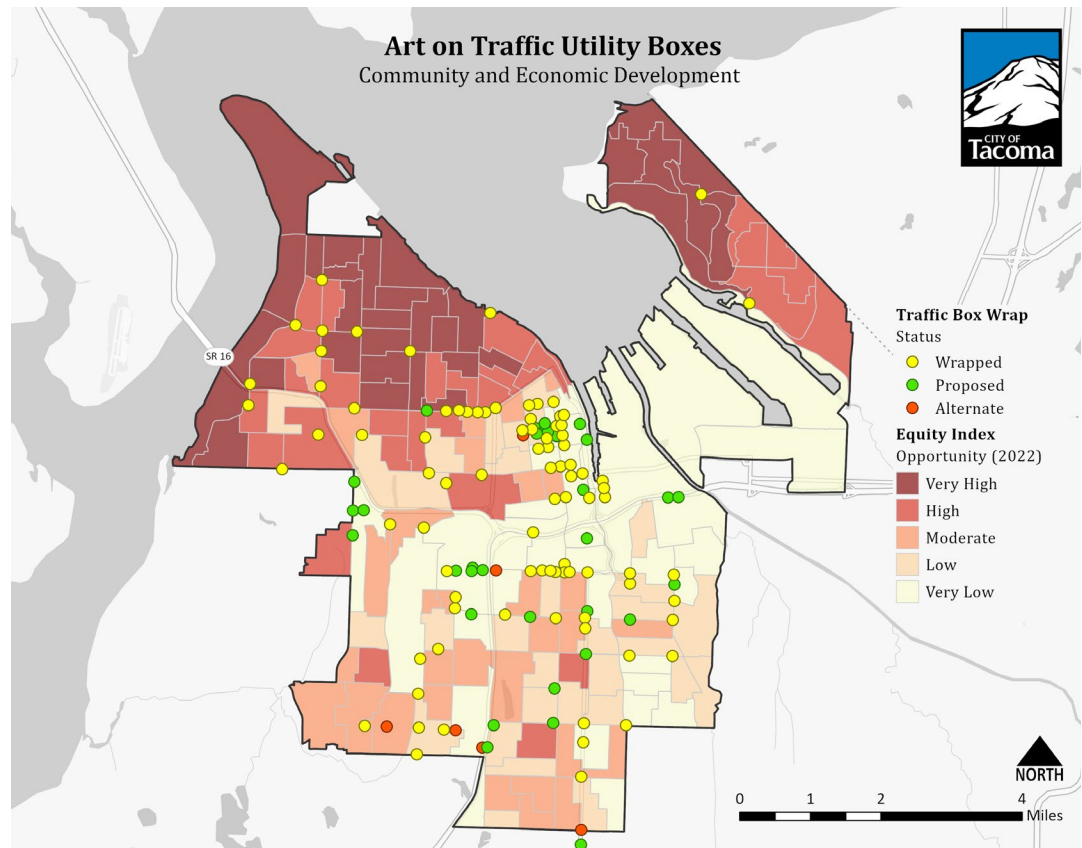 Art on Traffic Utility Boxes
Community and Economic Development
CITY OF
Tacoma
SR 16
Traffic Box Wrap
Status
Wrapped
Proposed
Alternate
Equity Index
Opportunity (2022)
Very High
High
Moderate
Low
Very Low
NORTH
0 1 2 4
Miles